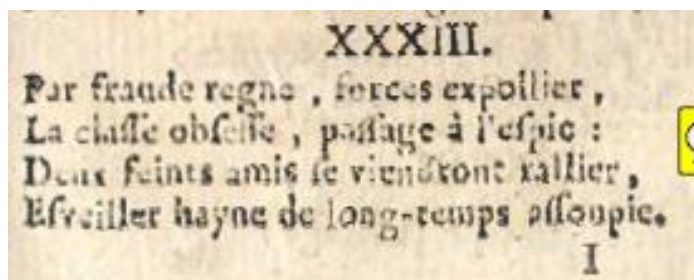 XXXIII.
Par fraude regne, forces expollier,
La classe obsesse, passage à l'espie :
Deux feints amis se viendront rallier,
Esveiller hayne de long-temps assoupie.
I